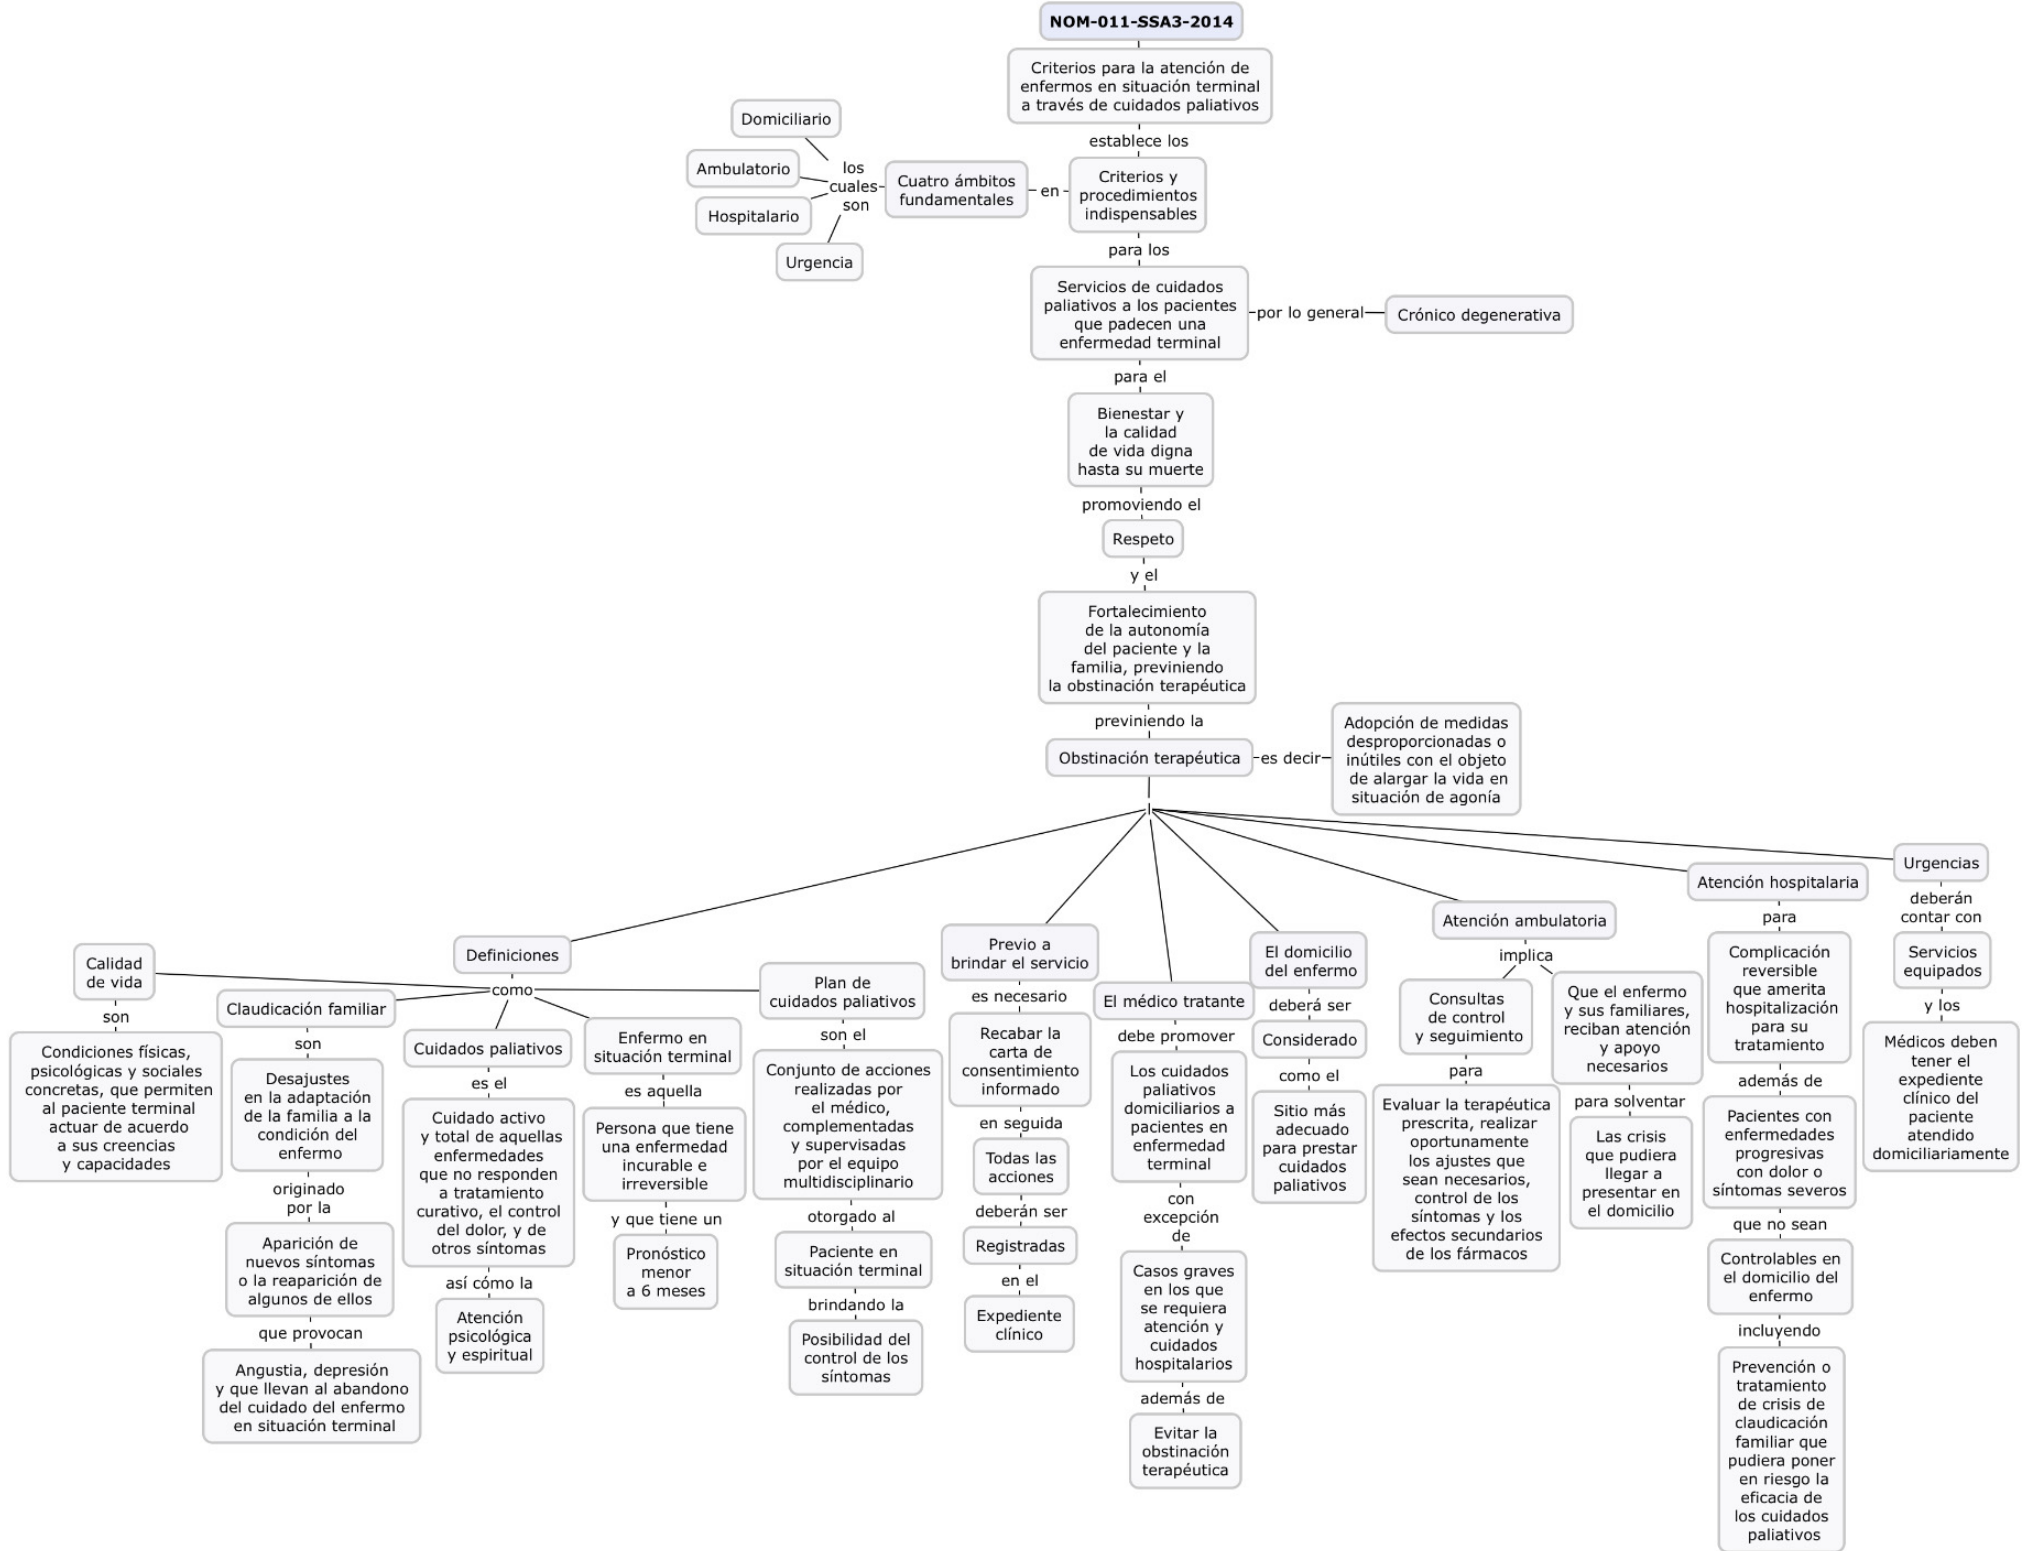 NOM-011-SSA3-2014
Criterios para la atención de
enfermos en situación terminal
a través de cuidados paliativos
establece los
Criterios y
procedimientos
indispensables
en
Cuatro ámbitos
fundamentales
los
cuales
son
Domiciliario
Ambulatorio
Hospitalario
Urgencia
para los
Servicios de cuidados
paliativos a los pacientes
que padecen una
enfermedad terminal
por lo general
Crónico degenerativa
para el
Bienestar y
la calidad
de vida digna
hasta su muerte
promoviendo el
Respeto
y el
Fortalecimiento
de la autonomía
del paciente y la
familia, previniendo
la obstinación terapéutica
previniendo la
Obstinación terapéutica
es decir
Adopción de medidas
desproporcionadas o
inútiles con el objeto
de alargar la vida en
situación de agonía
Definiciones
como
Calidad
de vida
son
Condiciones físicas,
psicológicas y sociales
concretas, que permiten
al paciente terminal
actuar de acuerdo
a sus creencias
y capacidades
Claudicación familiar
son
Desajustes
en la adaptación
de la familia a la
condición del
enfermo
originado
por la
Aparición de
nuevos síntomas
o la reaparición de
algunos de ellos
que provocan
Angustia, depresión
y que llevan al abandono
del cuidado del enfermo
en situación terminal
Cuidados paliativos
es el
Cuidado activo
y total de aquellas
enfermedades
que no responden
a tratamiento
curativo, el control
del dolor, y de
otros síntomas
así cómo la
Atención
psicológica
y espiritual
Enfermo en
situación terminal
es aquella
Persona que tiene
una enfermedad
incurable e
irreversible
y que tiene un
Pronóstico
menor
a 6 meses
Plan de
cuidados paliativos
son el
Conjunto de acciones
realizadas por
el médico,
complementadas
y supervisadas
por el equipo
multidisciplinario
otorgado al
Paciente en
situación terminal
brindando la
Posibilidad del
control de los
síntomas
Previo a
brindar el servicio
es necesario
Recabar la
carta de
consentimiento
informado
en seguida
Todas las
acciones
deberán ser
Registradas
en el
Expediente
clínico
El médico tratante
debe promover
Los cuidados
paliativos
domiciliarios a
pacientes en
enfermedad
terminal
con
excepción
de
Casos graves
en los que
se requiera
atención y
cuidados
hospitalarios
además de
Evitar la
obstinación
terapéutica
El domicilio
del enfermo
deberá ser
Considerado
como el
Sitio más
adecuado
para prestar
cuidados
paliativos
Atención ambulatoria
implica
Consultas
de control
y seguimiento
para
Evaluar la terapéutica
prescrita, realizar
oportunamente
los ajustes que
sean necesarios,
control de los
síntomas y los
efectos secundarios
de los fármacos
Que el enfermo
y sus familiares,
reciban atención
y apoyo
necesarios
para solventar
Las crisis
que pudiera
llegar a
presentar en
el domicilio
Atención hospitalaria
para
Complicación
reversible
que amerita
hospitalización
para su
tratamiento
además de
Pacientes con
enfermedades
progresivas
con dolor o
síntomas severos
que no sean
Controlables en
el domicilio del
enfermo
incluyendo
Prevención o
tratamiento
de crisis de
claudicación
familiar que
pudiera poner
en riesgo la
eficacia de
los cuidados
paliativos
Urgencias
deberán
contar con
Servicios
equipados
y los
Médicos deben
tener el
expediente
clínico del
paciente
atendido
domiciliariamente